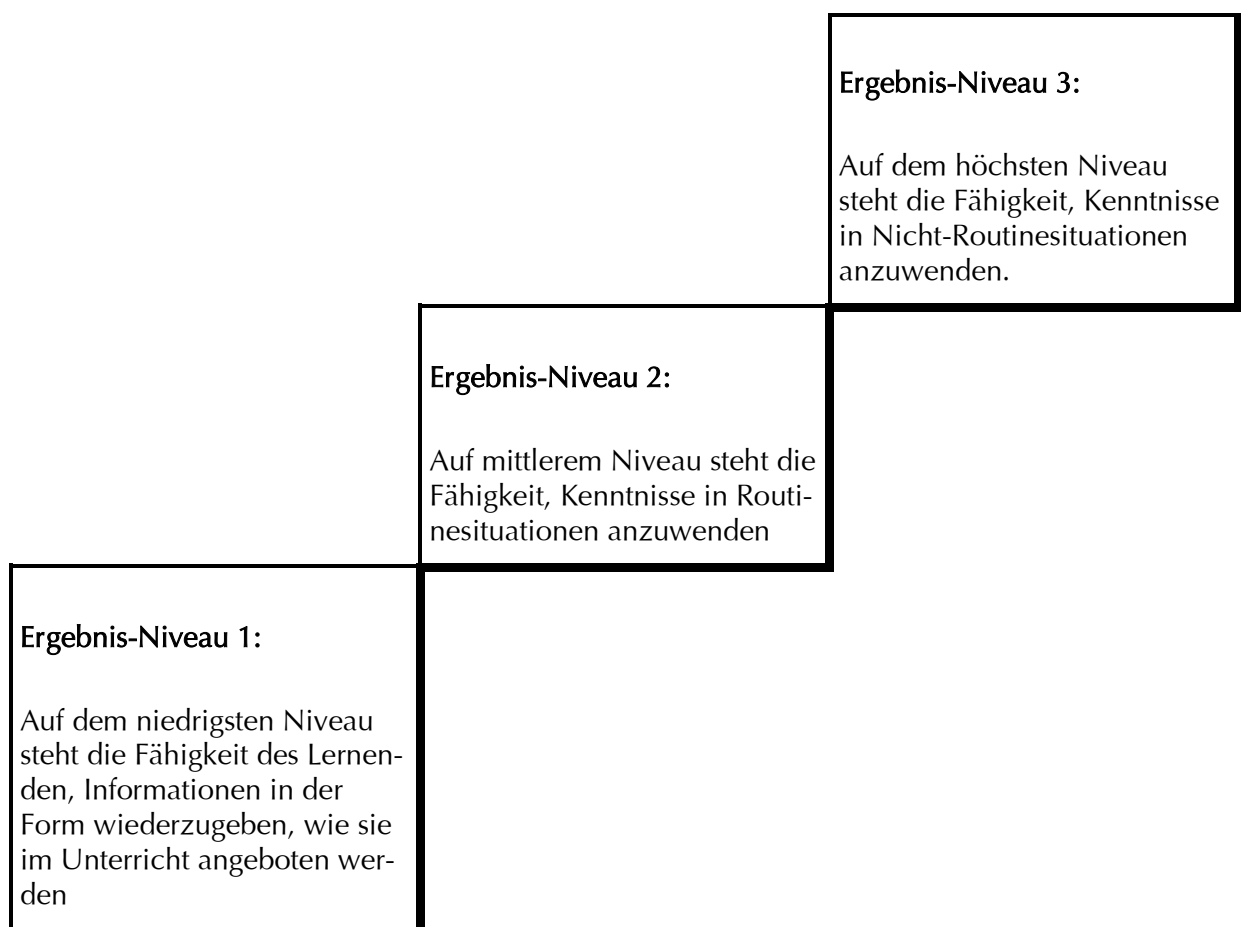 Ergebnis-Niveau 3:
Auf dem höchsten Niveau
steht die Fähigkeit, Kenntnisse
in Nicht-Routinesituationen
anzuwenden.
Ergebnis-Niveau 2:
Auf mittlerem Niveau steht die
Fähigkeit, Kenntnisse in Routi-
nesituationen anzuwenden
Ergebnis-Niveau 1:
Auf dem niedrigsten Niveau
steht die Fähigkeit des Lernen-
den, Informationen in der
Form wiederzugeben, wie sie
im Unterricht angeboten wer-
den